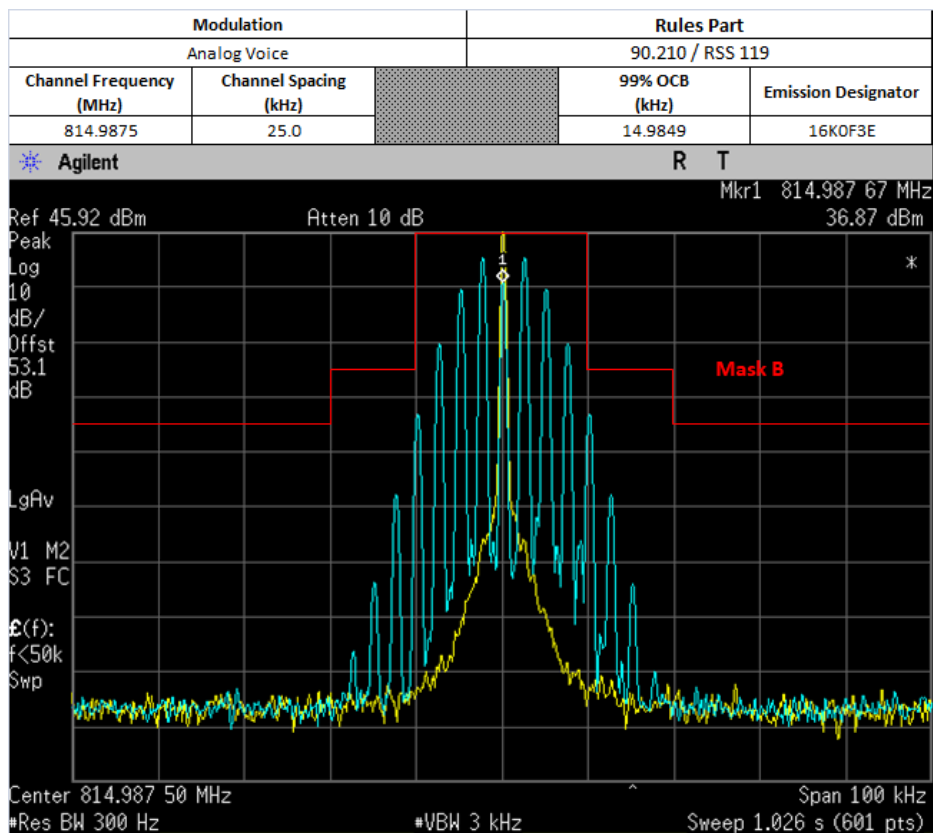 Modulation Rules Part
Analog Voice 90.210 / RSS 119
Channel Frequency (MHz) Channel Spacing (kHz) 99% OCB (kHz) Emission Designator
814.9875 25.0 14.9849 16K0F3E
Agilent R T
Mkr1 814.987 67 MHz
Ref 45.92 dBm Atten 10 dB 36.87 dBm
Peak
Log
10
dB/
Offst
53.1
dB
1
*
Mask B
LgAv
V1 M2
S3 FC
£(f):
f<50k
Swp
Center 814.987 50 MHz ^ Span 100 kHz
#Res BW 300 Hz #VBW 3 kHz Sweep 1.026 s (601 pts)